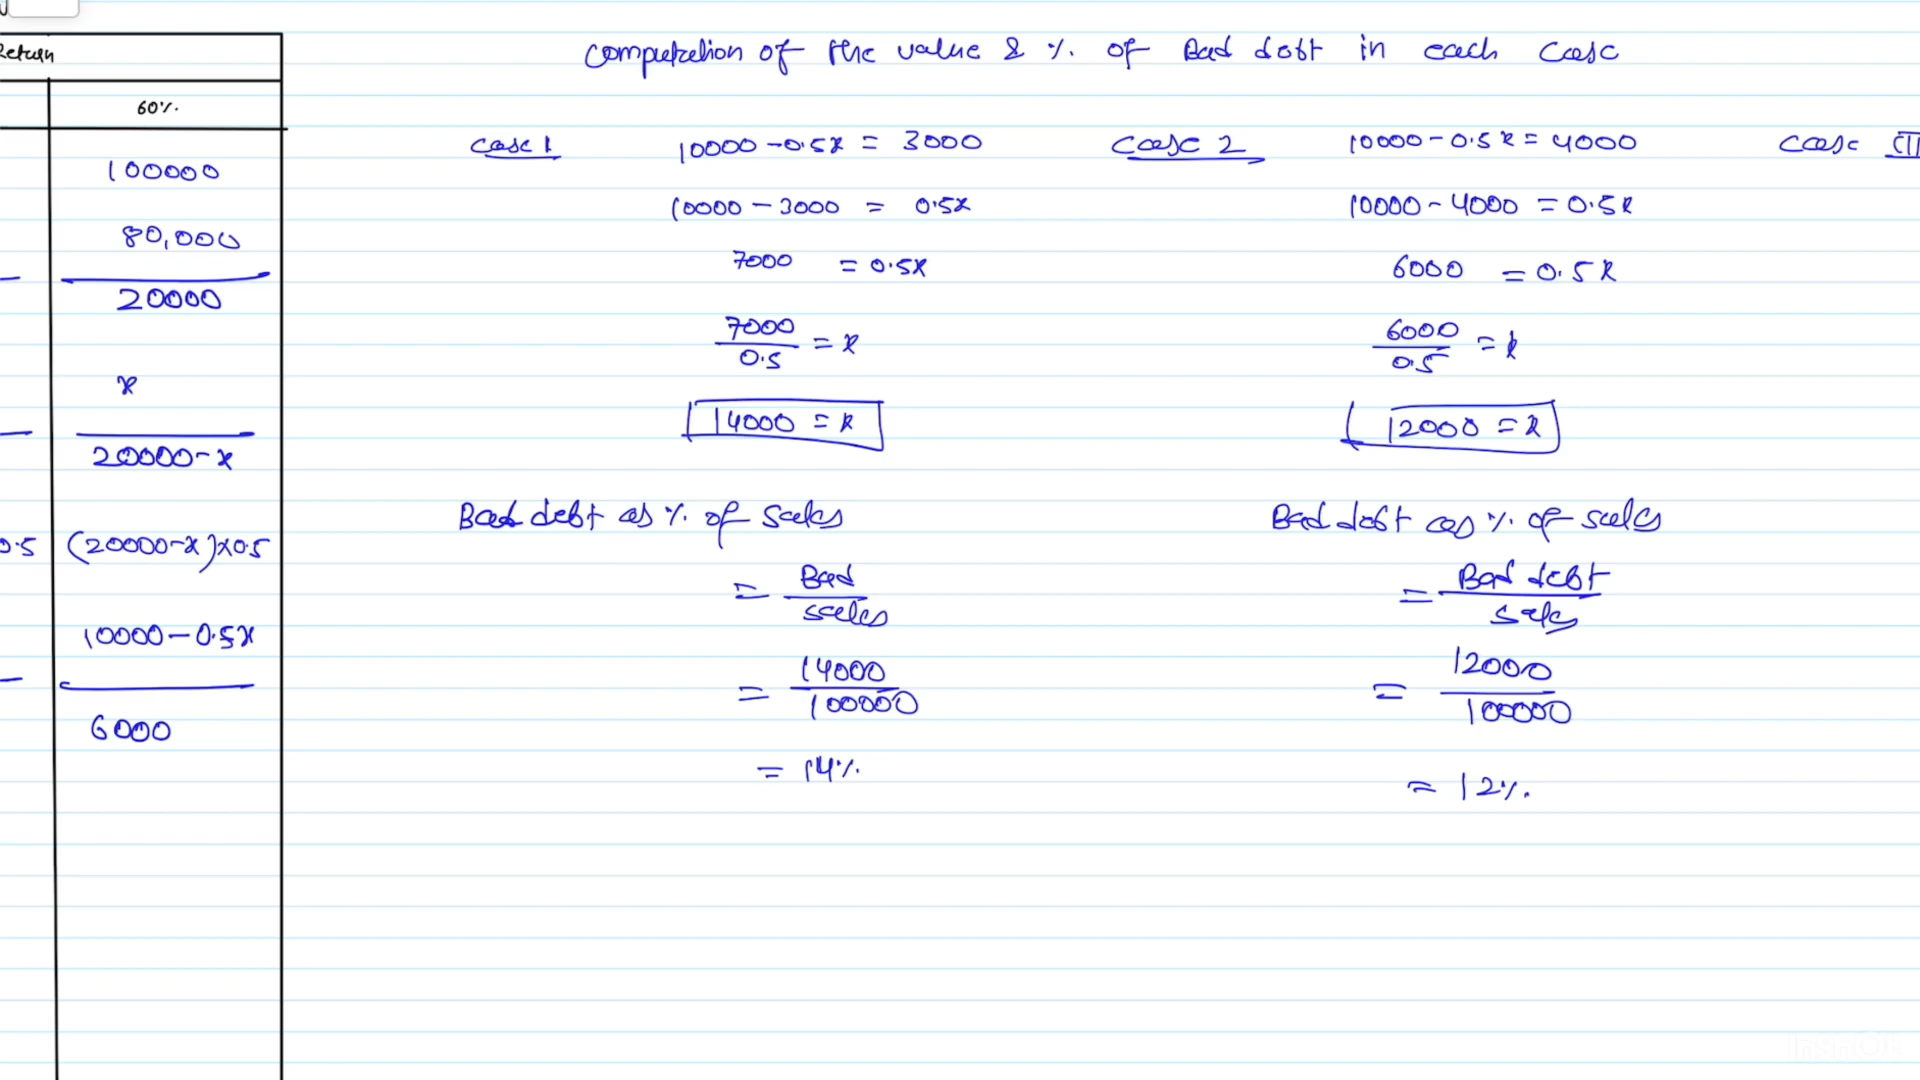 Return
60%.
100000
80,000
20000
x
20000-x
0.5 (20000-x)x0.5
10000-0.5x
6000
Computation of the value & %. of Bad debt in each case
Case 1
10000-0.5x = 3000
10000-3000 = 0.5x
7000 = 0.5x
7000
0.5
= x
14000 = x
Bad debt as %. of sales
= Bad
sales
= 14000
100000
= 14%.
Case 2
10000-0.5x = 4000
10000-4000 = 0.5x
6000 = 0.5x
6000
0.5
= x
12000 = x
Bad debt as %. of sales
= Bad debt
sales
= 12000
100000
= 12%.
Case III